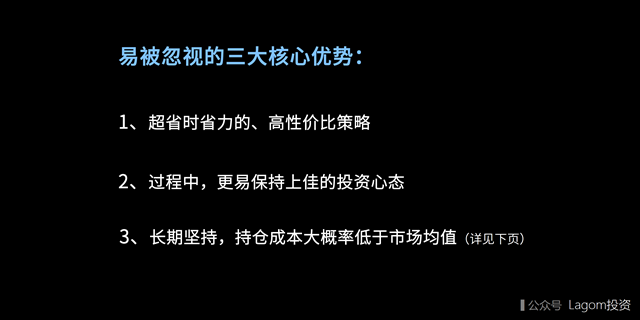 易被忽视的三大核心优势：
1、超省时省力的、高性价比策略
2、过程中，更易保持上佳的投资心态
3、长期坚持，持仓成本大概率低于市场均值（详见下页）
公众号 Lagom投资